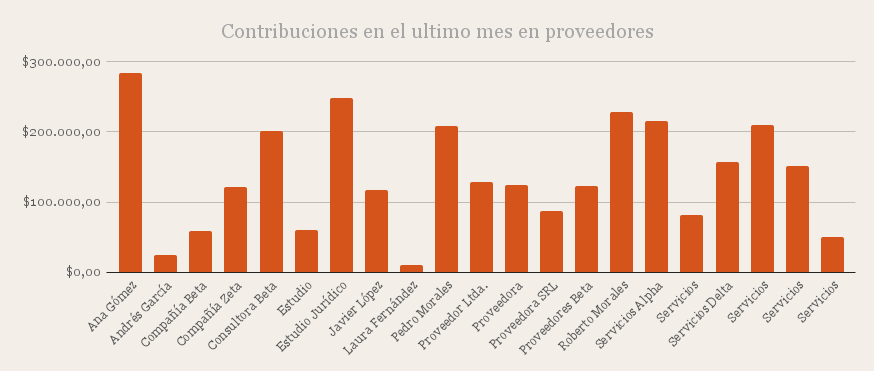 Contribuciones en el ultimo mes en proveedores
$300.000,00
$200.000,00
$100.000,00
$0,00
Ana Gómez
Andrés García
Compañía Beta
Compañía Zeta
Consultora Beta
Estudio
Estudio Jurídico
Javier López
Laura Fernández
Pedro Morales
Proveedor Ltda.
Proveedora
Proveedora SRL
Proveedores Beta
Roberto Morales
Servicios Alpha
Servicios
Servicios Delta
Servicios
Servicios
Servicios